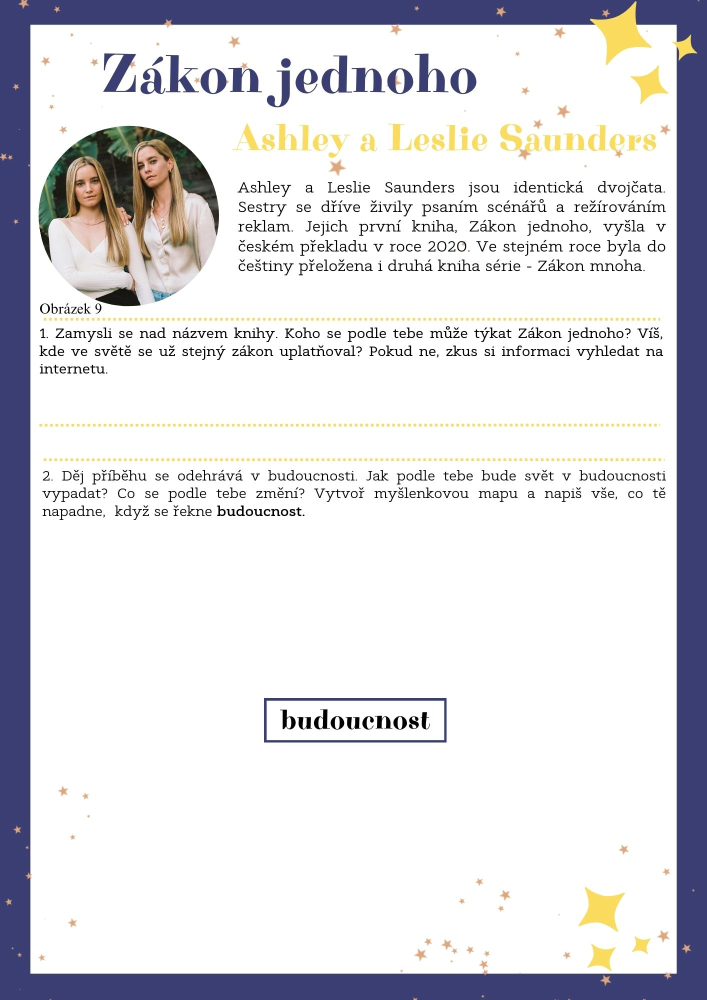 Zákon jednoho
Ashley a Leslie Saunders
Ashley a Leslie Saunders jsou identická dvojčata.
Sestry se dříve živily psaním scénářů a režírováním
reklam. Jejich první kniha, Zákon jednoho, vyšla v
českém překladu v roce 2020. Ve stejném roce byla do
češtiny přeložena i druhá kniha série - Zákon mnoha.
Obrázek 9
1. Zamysli se nad názvem knihy. Koho se podle tebe může týkat Zákon jednoho? Víš,
kde ve světě se už stejný zákon uplatňoval? Pokud ne, zkus si informaci vyhledat na
internetu.
2. Děj příběhu se odehrává v budoucnosti. Jak podle tebe bude svět v budoucnosti
vypadat? Co se podle tebe změní? Vytvoř myšlenkovou mapu a napiš vše, co tě
napadne, když se řekne budoucnost.
budoucnost